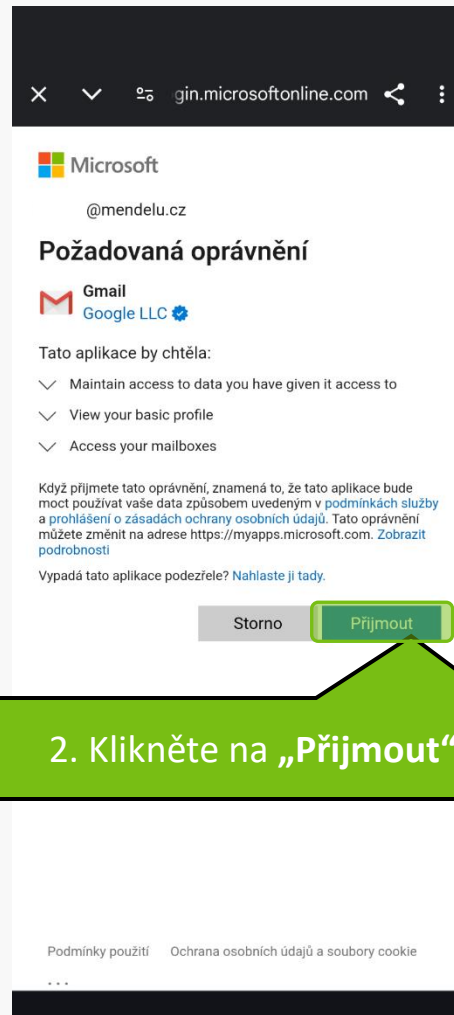 gin.microsoftonline.com
Microsoft
@mendelu.cz
Požadovaná oprávnění
Gmail
Google LLC
Tato aplikace by chtěla:
Maintain access to data you have given it access to
View your basic profile
Access your mailboxes
Když přijmete tato oprávnění, znamená to, že tato aplikace bude
moct používat vaše data způsobem uvedeným v podmínkách služby
a prohlášení o zásadách ochrany osobních údajů. Tato oprávnění
můžete změnit na adrese https://myapps.microsoft.com. Zobrazit
podrobnosti
Vypadá tato aplikace podezřele? Nahlaste ji tady.
Storno Přijmout
2. Klikněte na „Přijmout“
Podmínky použití Ochrana osobních údajů a soubory cookie
...